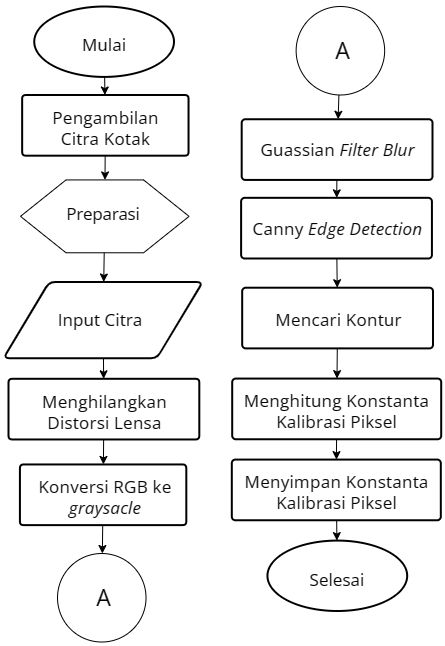 Mulai
Pengambilan
Citra Kotak
Preparasi
Input Citra
Menghilangkan
Distorsi Lensa
Konversi RGB ke
graysacle
A
A
Guassian Filter Blur
Canny Edge Detection
Mencari Kontur
Menghitung Konstanta
Kalibrasi Piksel
Menyimpan Konstanta
Kalibrasi Piksel
Selesai